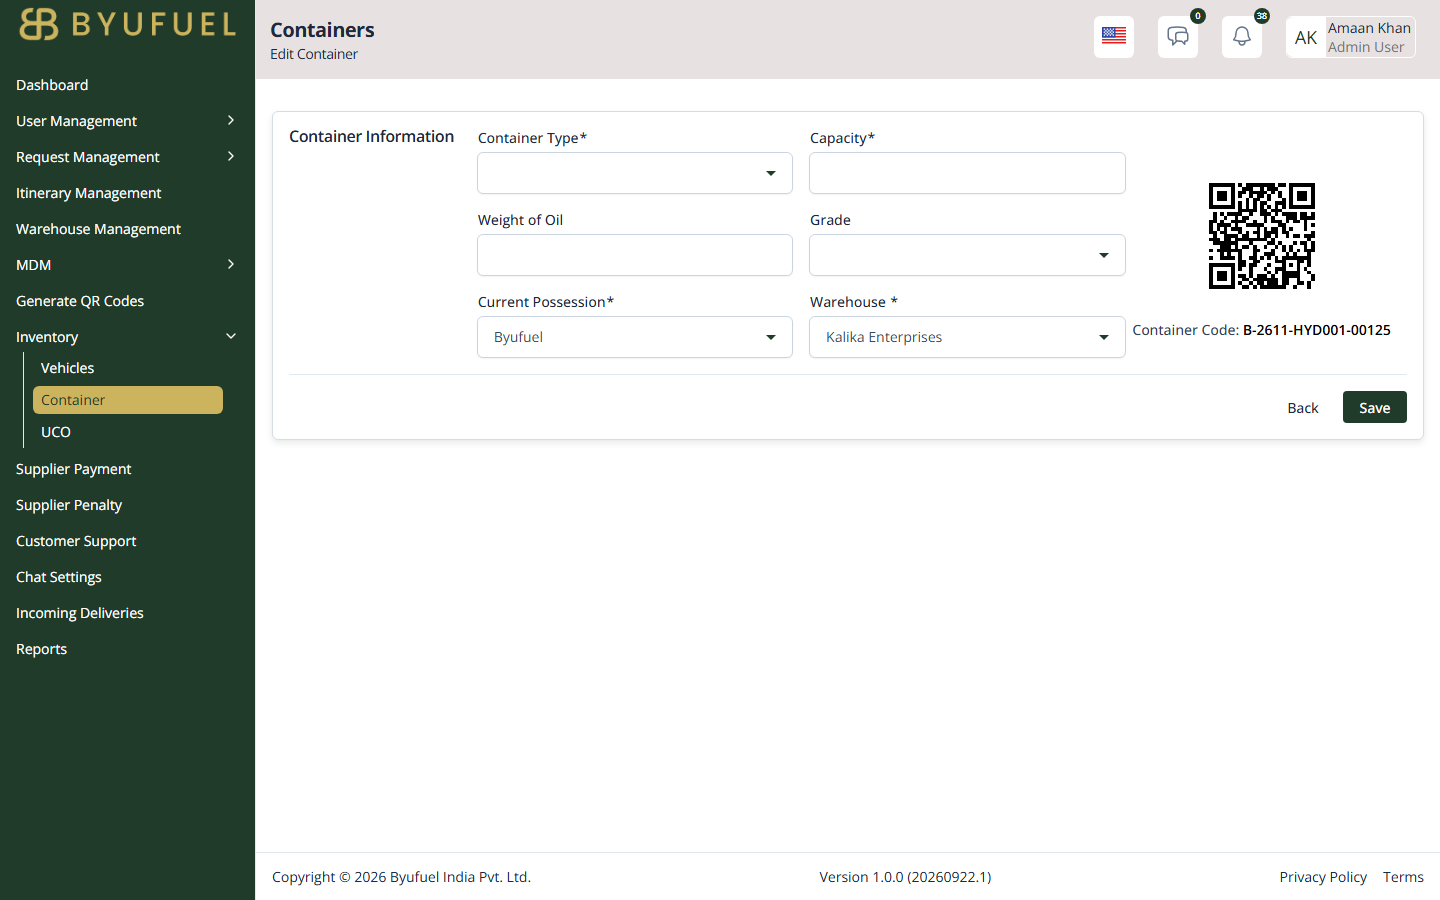 BYUFUEL
Dashboard
User Management
Request Management
Itinerary Management
Warehouse Management
MDM
Generate QR Codes
Inventory
Vehicles
Container
UCO
Supplier Payment
Supplier Penalty
Customer Support
Chat Settings
Incoming Deliveries
Reports
Containers
Edit Container
0
38
AK
Amaan Khan
Admin User
Container Information
Container Type*
Capacity*
Weight of Oil
Grade
Current Possession*
Warehouse *
Byufuel
Kalika Enterprises
Container Code: B-2611-HYD001-00125
Back
Save
Copyright © 2026 Byufuel India Pvt. Ltd.
Version 1.0.0 (20260922.1)
Privacy Policy
Terms